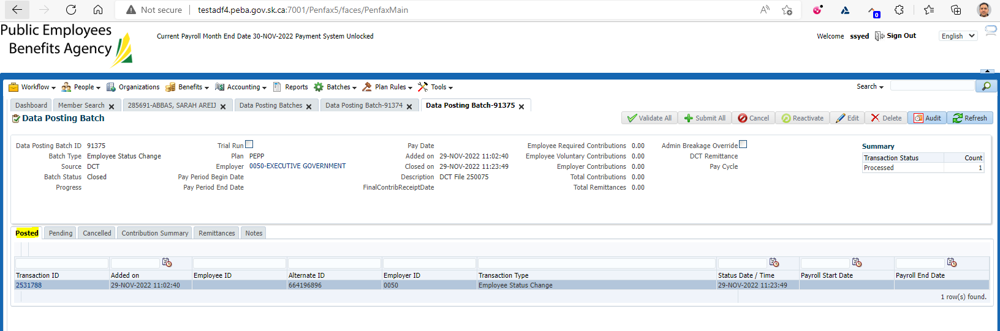 Not secure testadf4.peba.gov.sk.ca:7001/Penfax5/faces/PenfaxMain
0
Public Employees
Benefits Agency
Current Payroll Month End Date 30-NOV-2022 Payment System Unlocked
Welcome ssyed Sign Out English
Workflow People Organizations Benefits Accounting Reports Batches Plan Rules Tools Search
Dashboard Member Search 285691-ABBAS, SARAH AREIJ Data Posting Batches Data Posting Batch-91374 Data Posting Batch-91375
Data Posting Batch Validate All Submit All Cancel Reactivate Edit Delete Audit Refresh
Data Posting Batch ID 91375 Trial Run Pay Date Employee Required Contributions 0.00 Admin Breakage Override Summary
Batch Type Employee Status Change Plan PEPP Added on 29-NOV-2022 11:02:40 Employee Voluntary Contributions 0.00 DCT Remittance Transaction Status Count
Source DCT Employer 0050-EXECUTIVE GOVERNMENT Closed on 29-NOV-2022 11:23:49 Employer Contributions 0.00 Pay Cycle Processed 1
Batch Status Closed Pay Period Begin Date Description DCT File 250075 Total Contributions 0.00
Progress Pay Period End Date FinalContribReceiptDate Total Remittances 0.00
Posted Pending Cancelled Contribution Summary Remittances Notes
Transaction ID Added on Employee ID Alternate ID Employer ID Transaction Type Status Date / Time Payroll Start Date Payroll End Date
2531788 29-NOV-2022 11:02:40 664196896 0050 Employee Status Change 29-NOV-2022 11:23:49
1 row(s) found.